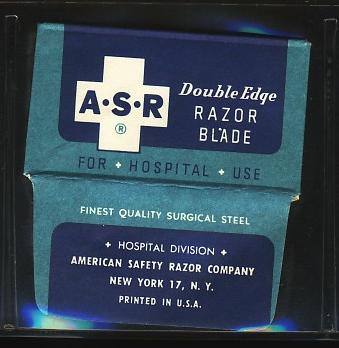 A·S·R
®
Double Edge
RAZOR
BLADE
FOR + HOSPITAL + USE
FINEST QUALITY SURGICAL STEEL
+ HOSPITAL DIVISION +
AMERICAN SAFETY RAZOR COMPANY
NEW YORK 17, N. Y.
PRINTED IN U.S.A.